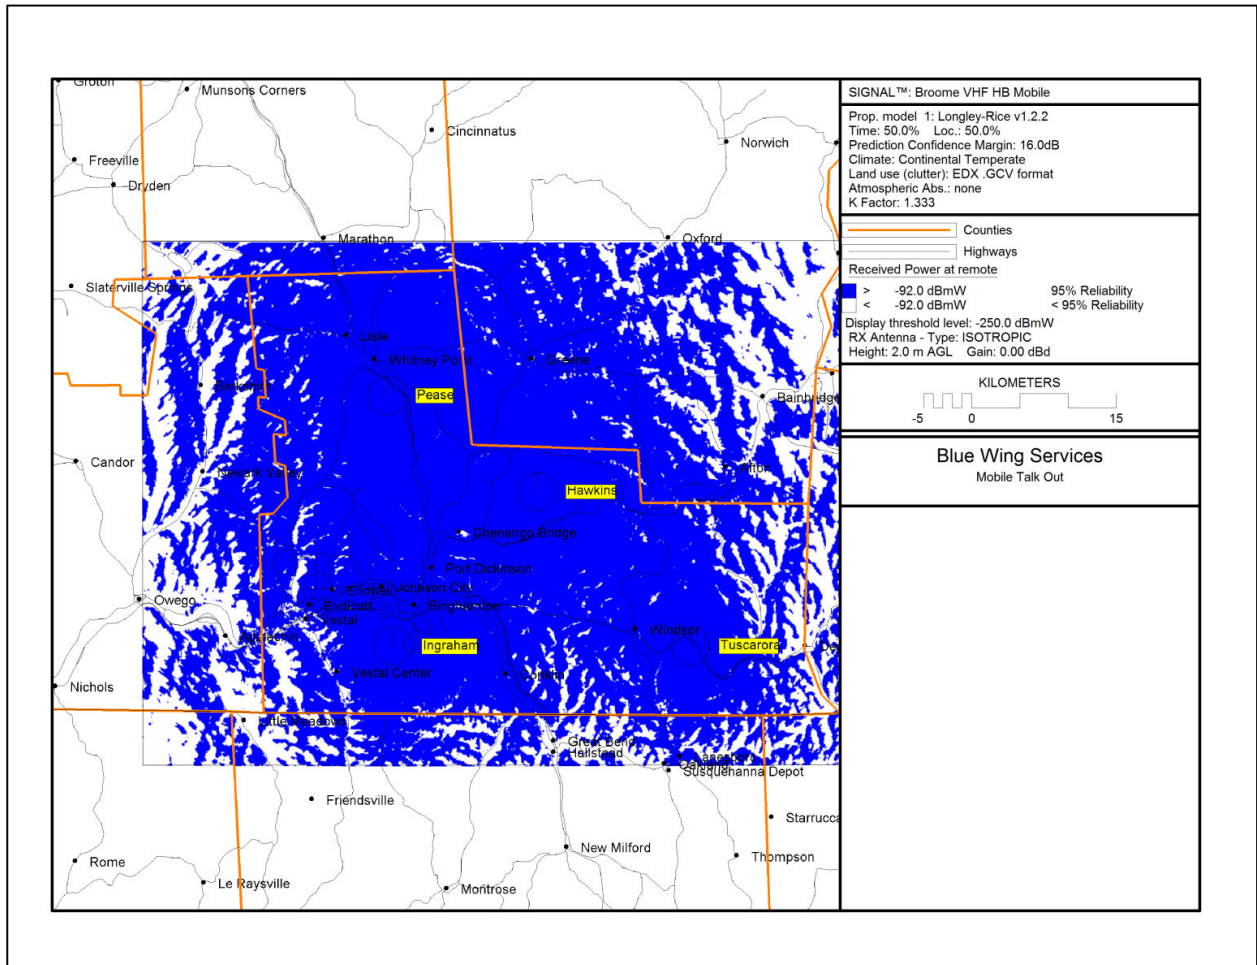 Groton
Munsons Corners
Cincinnatus
Norwich
Freeville
Dryden
Marathon
Oxford
Slaterville Springs
Lisle
Whitney Point
Greene
Berkshire
Pease
Bainbridge
Candor
Newark Valley
Afton
Hawkins
Chenango Bridge
Port Dickinson
Endwell
Johnson City
Owego
Endicott
Binghamton
Vestal
Apalachin
Windsor
Ingraham
Tuscarora
De
Vestal Center
Conklin
Nichols
Little Meadows
Great Bend
Hallstead
Lanesboro
Oakland
Susquehanna Depot
Friendsville
Starrucca
New Milford
Thompson
Rome
Le Raysville
Montrose
SIGNAL™: Broome VHF HB Mobile
Prop. model 1: Longley-Rice v1.2.2
Time: 50.0% Loc.: 50.0%
Prediction Confidence Margin: 16.0dB
Climate: Continental Temperate
Land use (clutter): EDX .GCV format
Atmospheric Abs.: none
K Factor: 1.333
Counties
Highways
Received Power at remote
> -92.0 dBmW 95% Reliability
< -92.0 dBmW < 95% Reliability
Display threshold level: -250.0 dBmW
RX Antenna - Type: ISOTROPIC
Height: 2.0 m AGL Gain: 0.00 dBd
KILOMETERS
-5 0 15
Blue Wing Services
Mobile Talk Out